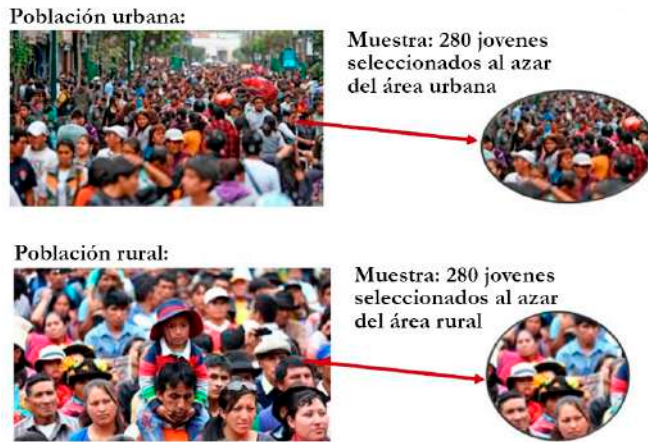 Población urbana:
Muestra: 280 jovenes
seleccionados al azar
del área urbana
Población rural:
Muestra: 280 jovenes
seleccionados al azar
del área rural